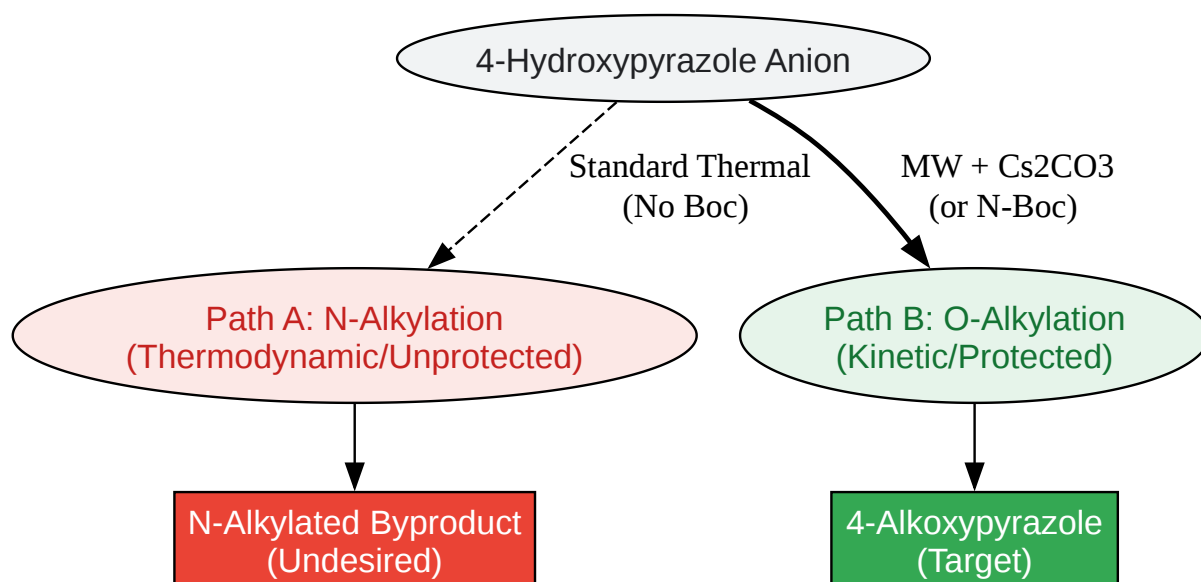 4-Hydroxypyrazole Anion
Standard Thermal
(No Boc)
MW + Cs2CO3
(or N-Boc)
Path A: N-Alkylation
(Thermodynamic/Unprotected)
Path B: O-Alkylation
(Kinetic/Protected)
N-Alkylated Byproduct
(Undesired)
4-Alkoxypyrazole
(Target)